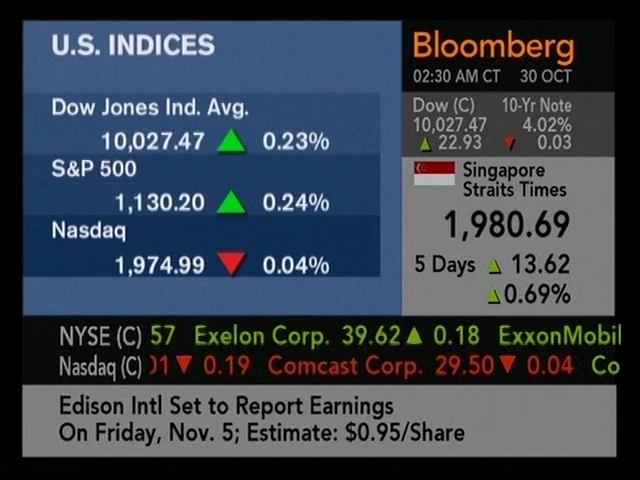 U.S. INDICES
Dow Jones Ind. Avg.
10,027.47 0.23%
S&P 500
1,130.20 0.24%
Nasdaq
1,974.99 0.04%
Bloomberg
02:30 AM CT 30 OCT
Dow (C) 10-Yr Note
10,027.47 4.02%
22.93 0.03
Singapore
Straits Times
1,980.69
5 Days 13.62
0.69%
NYSE (C) 57 Exelon Corp. 39.62 0.18 ExxonMobil
Nasdaq (C) 01 0.19 Comcast Corp. 29.50 0.04 Co
Edison Intl Set to Report Earnings
On Friday, Nov. 5; Estimate: $0.95/Share